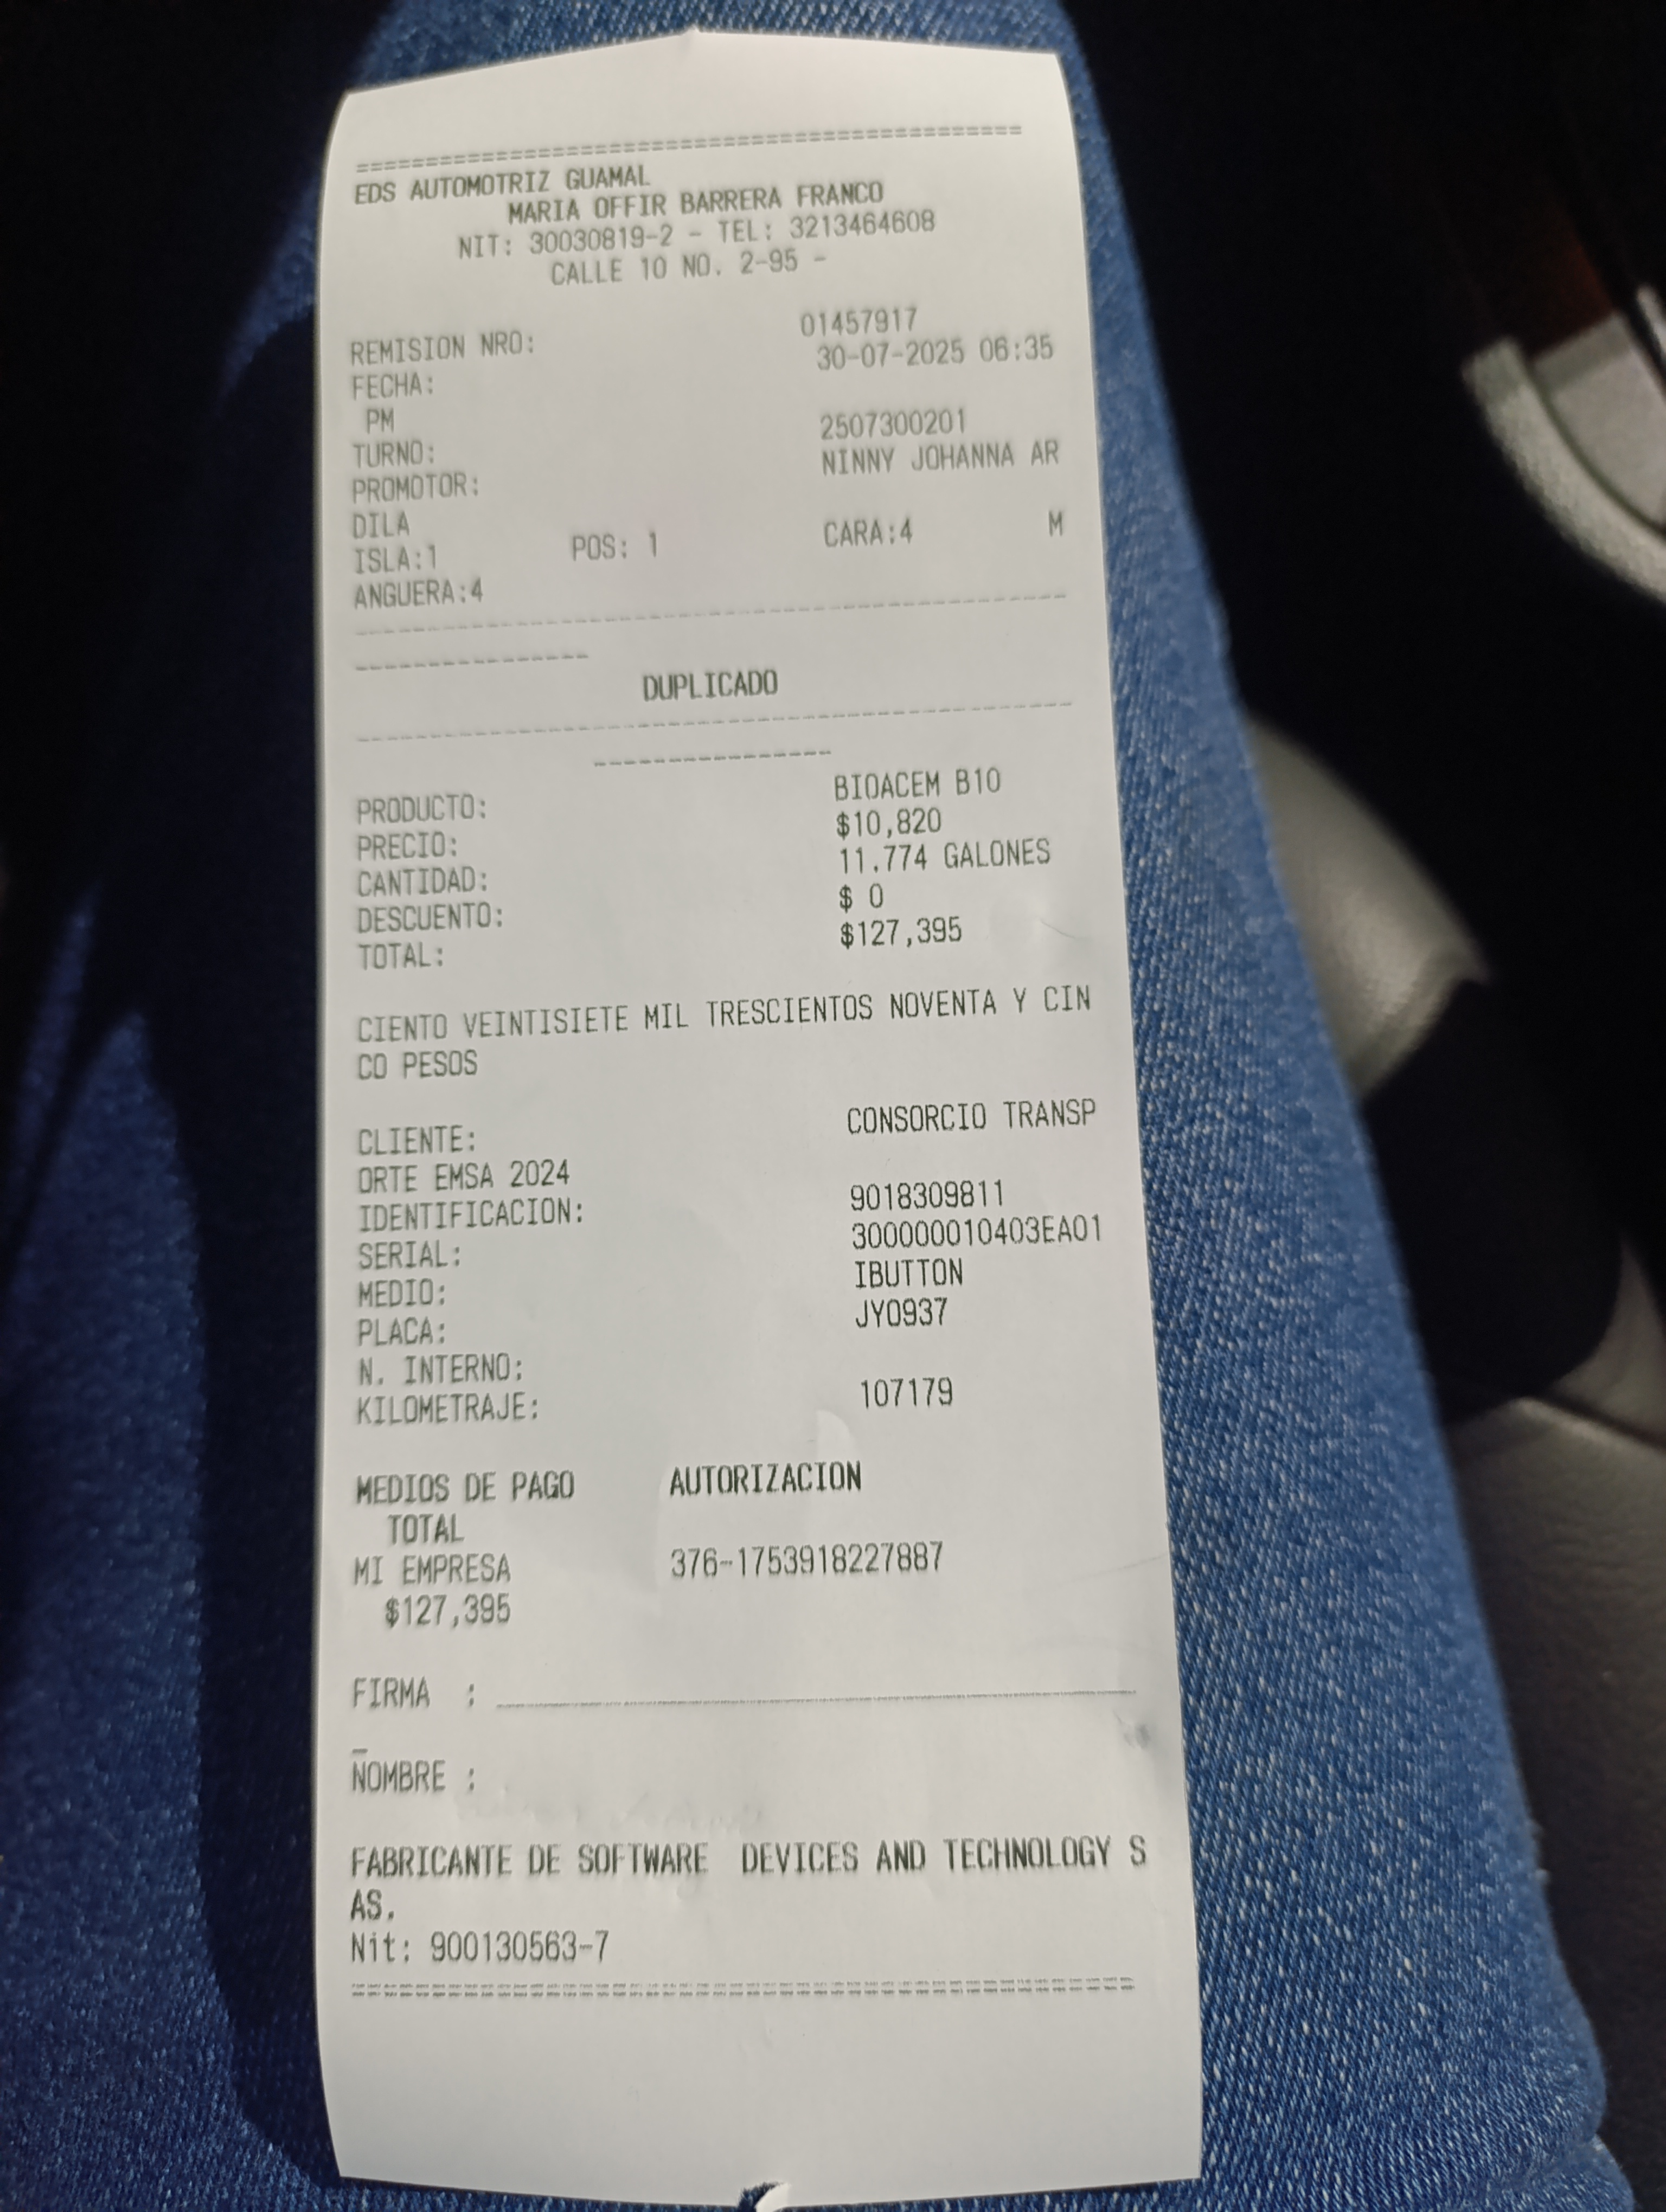 ================================================
EDS AUTOMOTRIZ GUAMAL
MARIA OFFIR BARRERA FRANCO
NIT: 30030819-2 - TEL: 3213464608
CALLE 10 NO. 2-95 -
REMISION NRO: 01457917
FECHA: 30-07-2025 06:35
PM
TURNO: 2507300201
PROMOTOR: NINNY JOHANNA AR
DILA
ISLA:1 POS: 1 CARA:4 M
ANGUERA:4
------------------------------------------------
----------------
DUPLICADO
------------------------------------------------
----------------
PRODUCTO: BIOACEM B10
PRECIO: $10,820
CANTIDAD: 11.774 GALONES
DESCUENTO: $ 0
TOTAL: $127,395
CIENTO VEINTISIETE MIL TRESCIENTOS NOVENTA Y CIN
CO PESOS
CLIENTE: CONSORCIO TRANSP
ORTE EMSA 2024
IDENTIFICACION: 9018309811
SERIAL: 300000010403EA01
MEDIO: IBUTTON
PLACA: JYO937
N. INTERNO:
KILOMETRAJE: 107179
MEDIOS DE PAGO AUTORIZACION
TOTAL
MI EMPRESA 376-1753918227887
$127,395
FIRMA : ________________________________________
_
NOMBRE :
FABRICANTE DE SOFTWARE DEVICES AND TECHNOLOGY S
AS.
Nit: 900130563-7
================================================